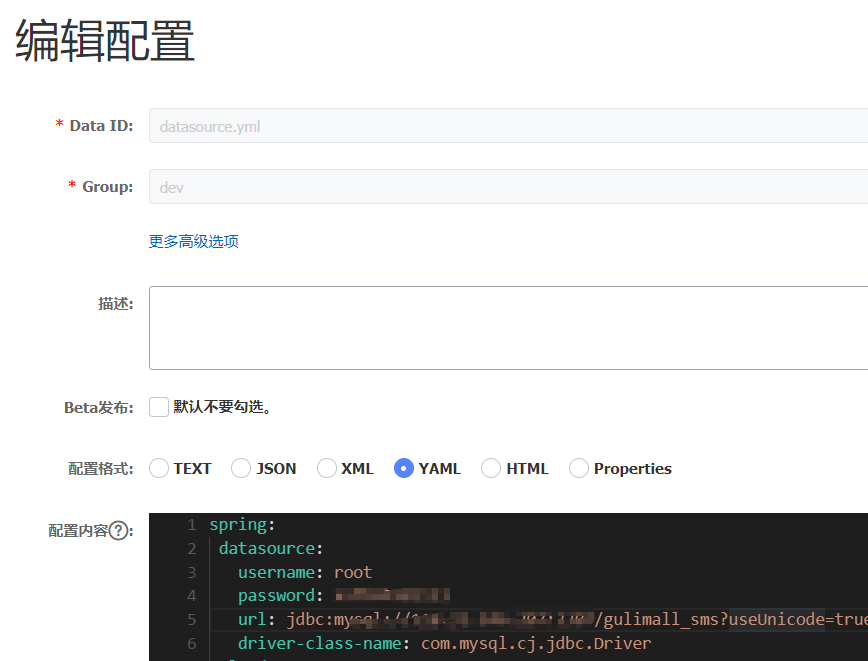 编辑配置
* Data ID: datasource.yml
* Group: dev
更多高级选项
描述:
Beta发布: 默认不要勾选。
配置格式: TEXT JSON XML YAML HTML Properties
配置内容?: 1 spring:
2 datasource:
3 username: root
4 password:
5 url: jdbc:mysql:// /gulimall_sms?useUnicode=true
6 driver-class-name: com.mysql.cj.jdbc.Driver